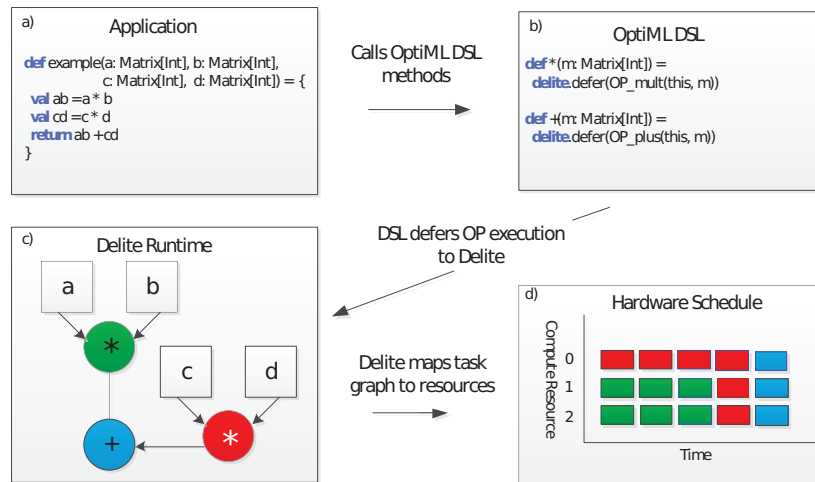 a) Application
def example(a: Matrix[Int], b: Matrix[Int],
c: Matrix[Int], d: Matrix[Int]) = {
val ab = a * b
val cd = c * d
return ab + cd
}
Calls OptiML DSL
methods
b) OptiML DSL
def *(m: Matrix[Int]) =
delite.defer(OP_mult(this, m))
def +(m: Matrix[Int]) =
delite.defer(OP_plus(this, m))
DSL defers OP execution
to Delite
c) Delite Runtime
a b
*
c d
*
+
Delite maps task
graph to resources
d) Hardware Schedule
Compute Resource
0
1
2
Time